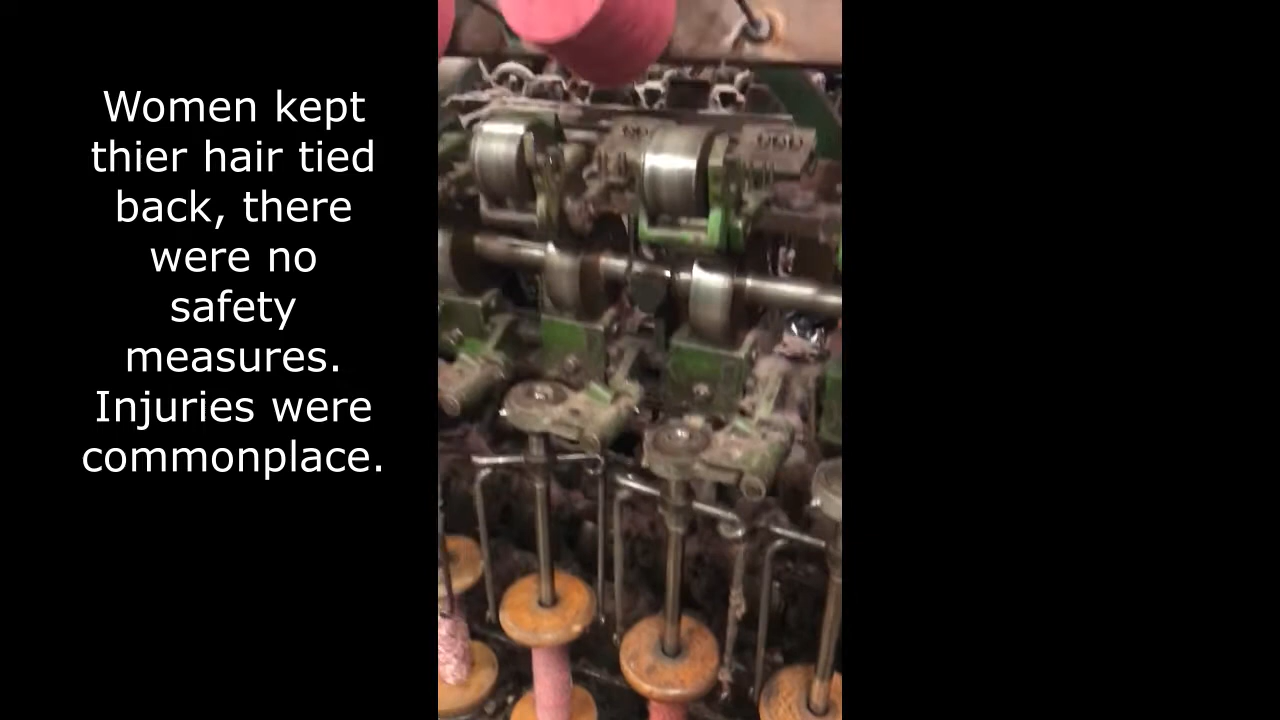 Women kept
thier hair tied
back, there
were no
safety
measures.
Injuries were
commonplace.